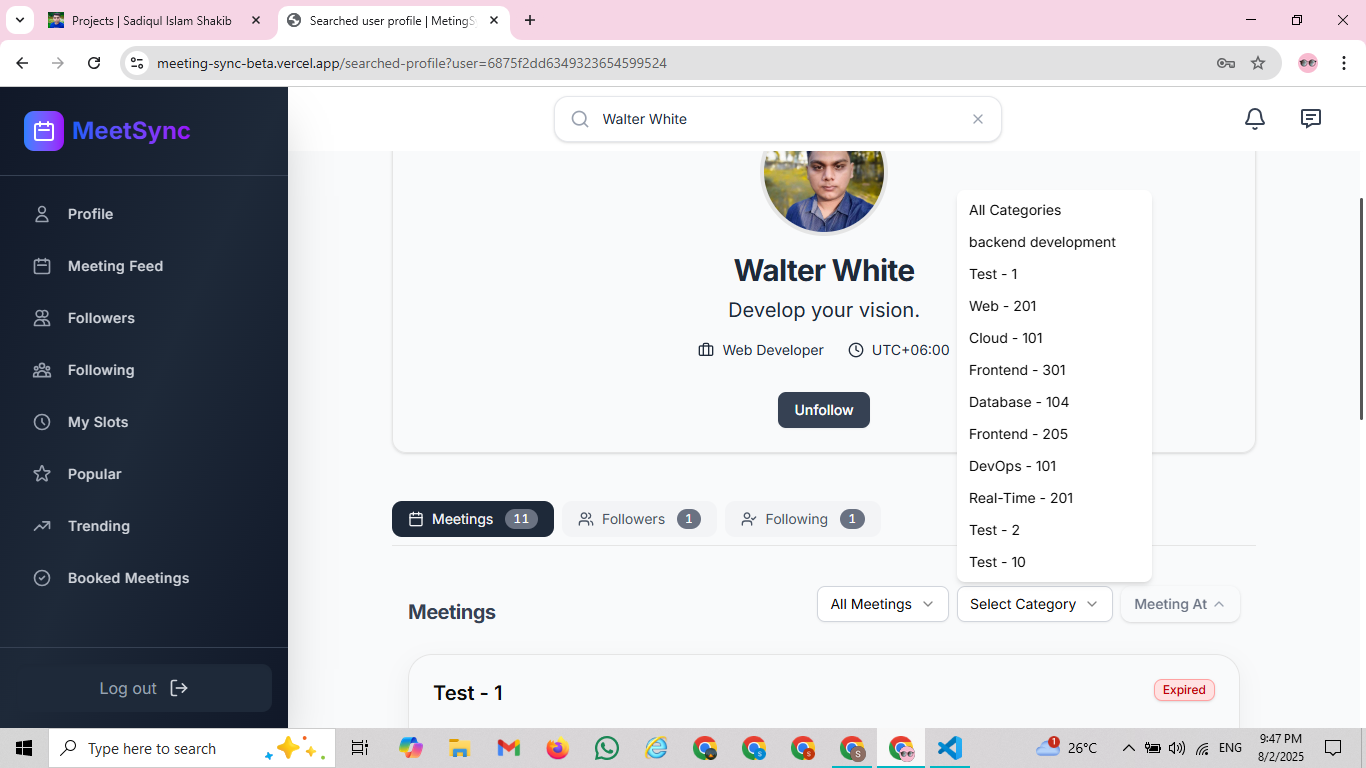 Projects | Sadiqul Islam Shakib
Searched user profile | MetingS
meeting-sync-beta.vercel.app/searched-profile?user=6875f2dd6349323654599524
MeetSync
Walter White
Profile
Meeting Feed
Followers
Following
My Slots
Popular
Trending
Booked Meetings
Log out
Walter White
Develop your vision.
Web Developer UTC+06:00
Unfollow
Meetings 11 Followers 1 Following 1
All Categories
backend development
Test - 1
Web - 201
Cloud - 101
Frontend - 301
Database - 104
Frontend - 205
DevOps - 101
Real-Time - 201
Test - 2
Test - 10
Meetings All Meetings Select Category Meeting At
Test - 1 Expired
Type here to search
26°C ENG
9:47 PM
8/2/2025